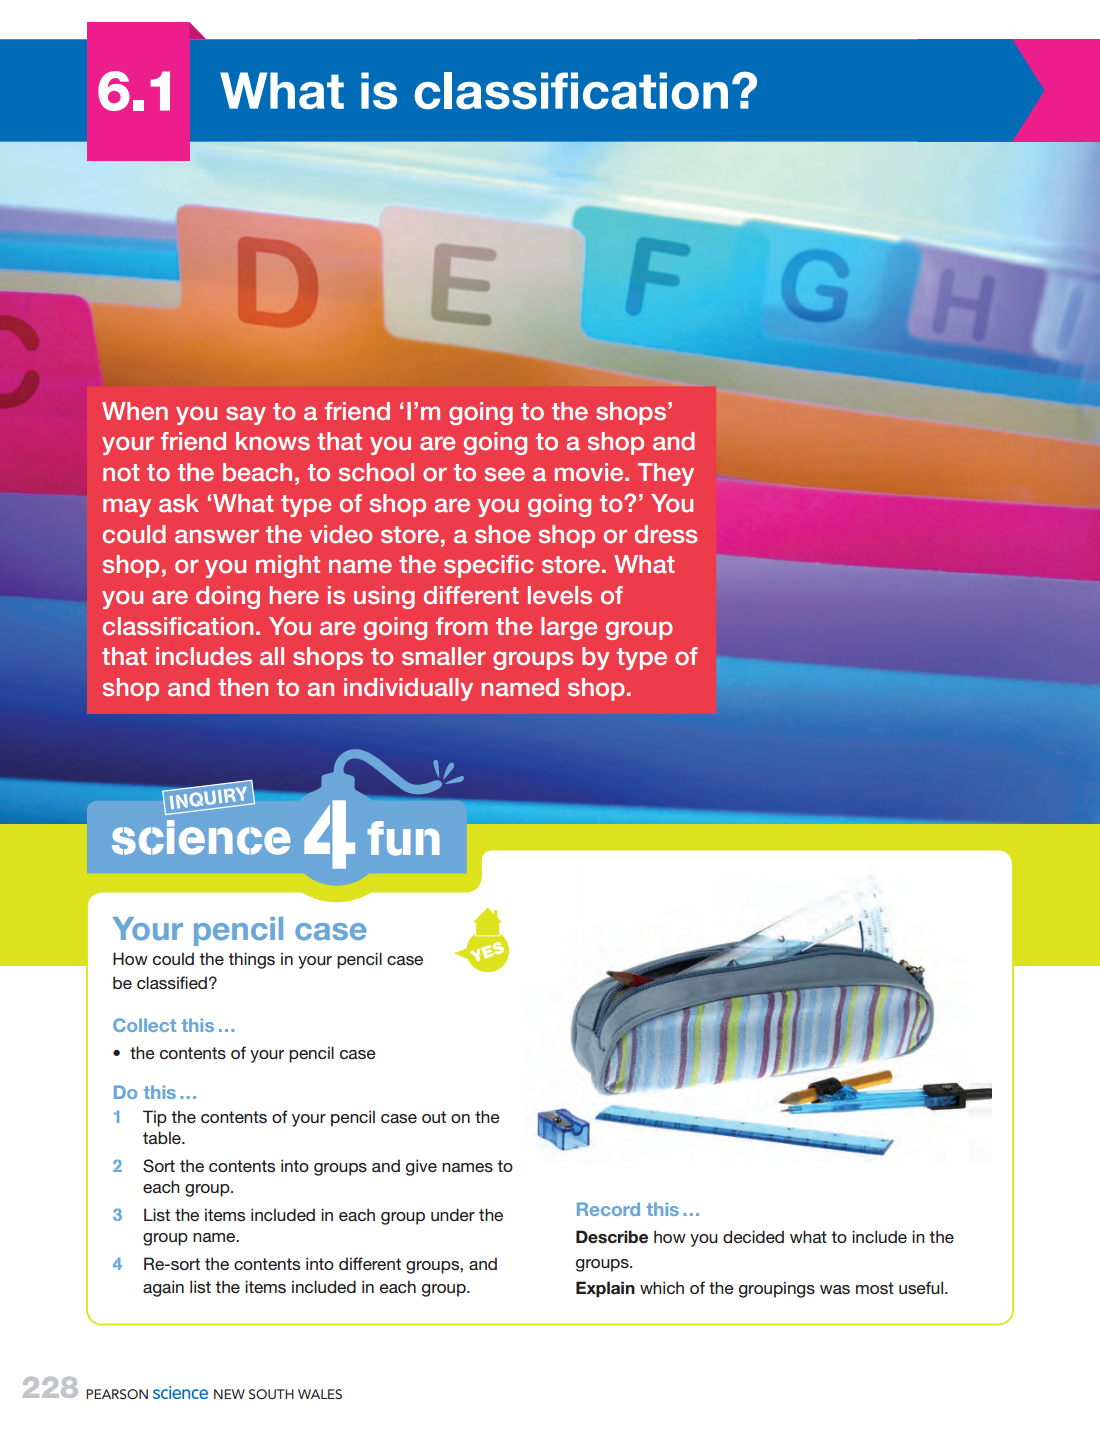 6.1
What is classification?
C
D
E
F
G
H
I
When you say to a friend ‘I’m going to the shops’
your friend knows that you are going to a shop and
not to the beach, to school or to see a movie. They
may ask ‘What type of shop are you going to?’ You
could answer the video store, a shoe shop or dress
shop, or you might name the specific store. What
you are doing here is using different levels of
classification. You are going from the large group
that includes all shops to smaller groups by type of
shop and then to an individually named shop.
INQUIRY
science 4 fun
Your pencil case
How could the things in your pencil case
be classified?
YES
Collect this…
• the contents of your pencil case
Do this…
1 Tip the contents of your pencil case out on the
table.
2 Sort the contents into groups and give names to
each group.
3 List the items included in each group under the
group name.
4 Re-sort the contents into different groups, and
again list the items included in each group.
Record this…
Describe how you decided what to include in the
groups.
Explain which of the groupings was most useful.
228 PEARSON science NEW SOUTH WALES